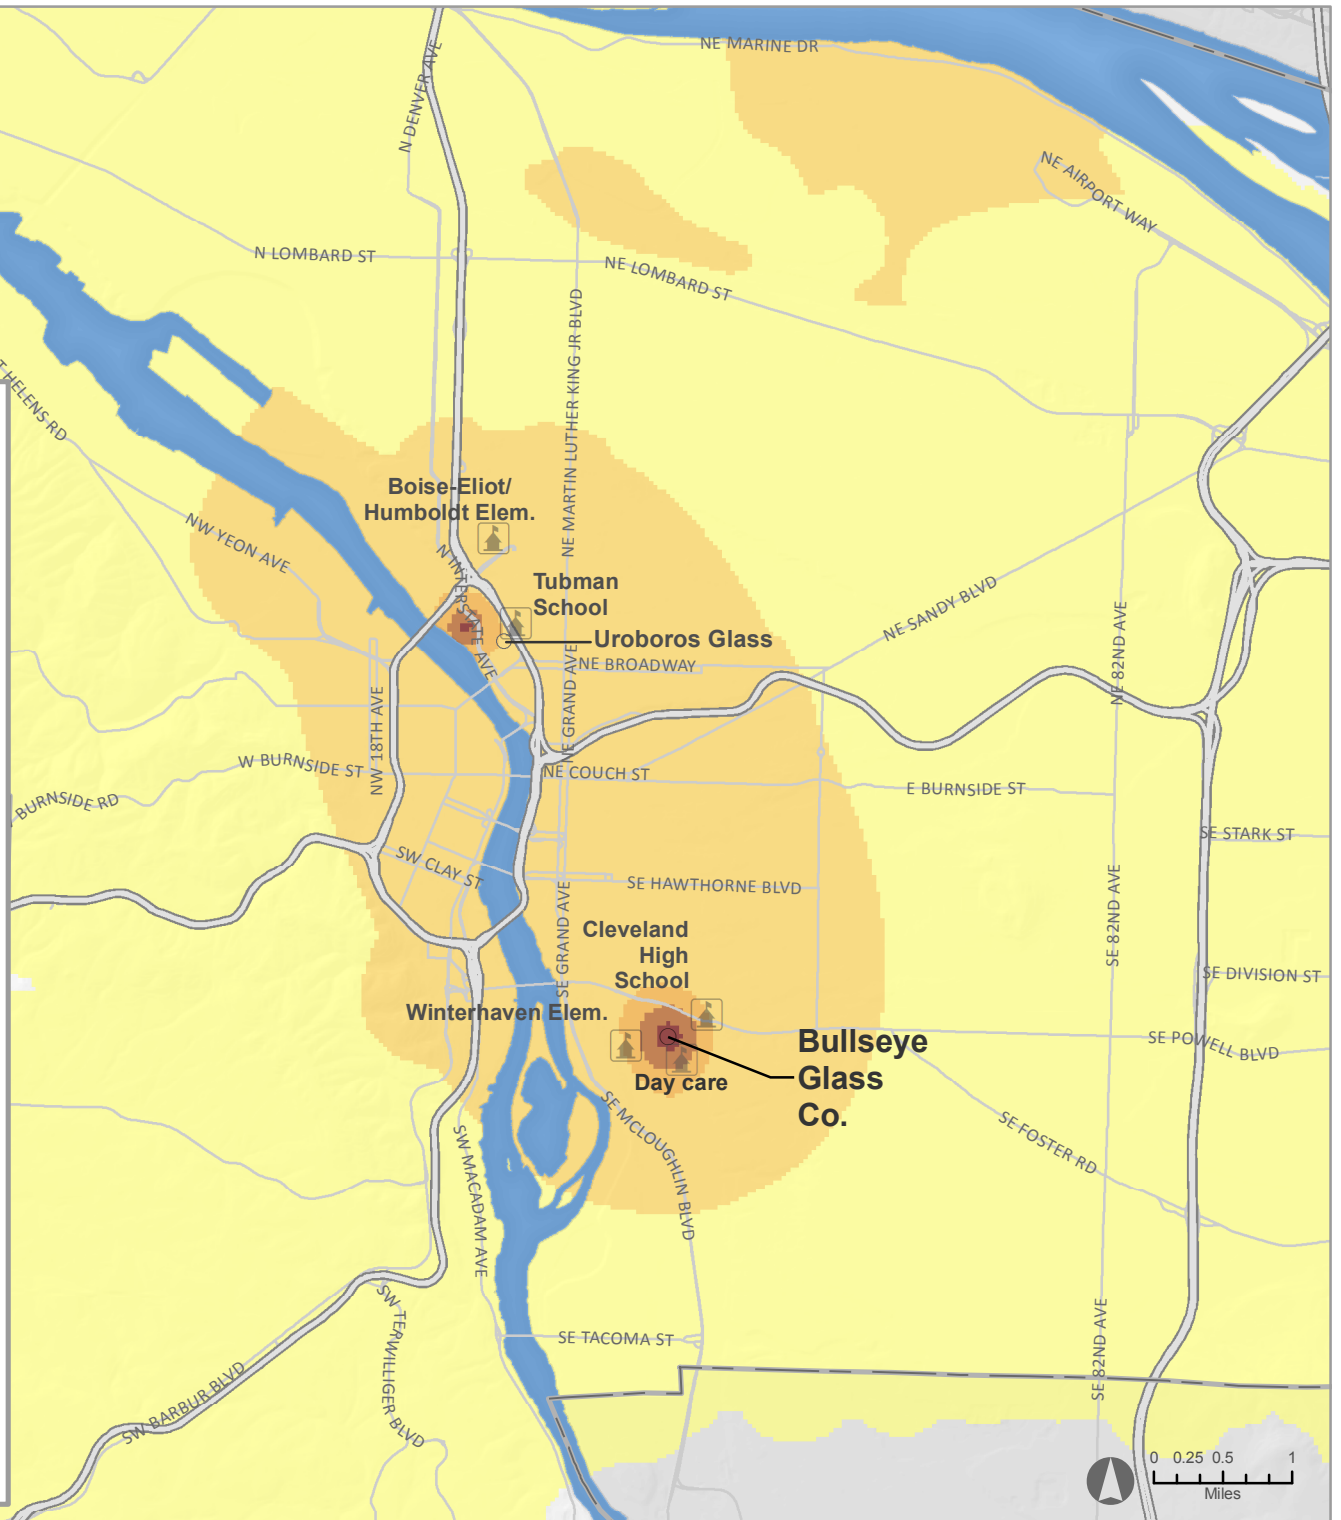 NE MARINE DR
N DENVER AVE
NE AIRPORT WAY
N LOMBARD ST
NE LOMBARD ST
NE MARTIN LUTHER KING JR BLVD
T HELENS RD
Boise-Eliot/
Humboldt Elem.
NW YEON AVE
N INTERSTATE AVE
Tubman
School
Uroboros Glass
NE SANDY BLVD
NE 82ND AVE
NE BROADWAY
NE GRAND AVE
NW 18TH AVE
W BURNSIDE ST
NE COUCH ST
E BURNSIDE ST
BURNSIDE RD
SE STARK ST
SW CLAY ST
SE HAWTHORNE BLVD
SE GRAND AVE
SE 82ND AVE
Cleveland
High
School
SE DIVISION ST
Winterhaven Elem.
Bullseye
Glass
Co.
SE POWELL BLVD
Day care
SE MCLOUGHLIN BLVD
SE FOSTER RD
SW MACADAM AVE
SW TERWILLIGER BLVD
SE TACOMA ST
SE 82ND AVE
SW BARBUR BLVD
0 0.25 0.5 1
Miles